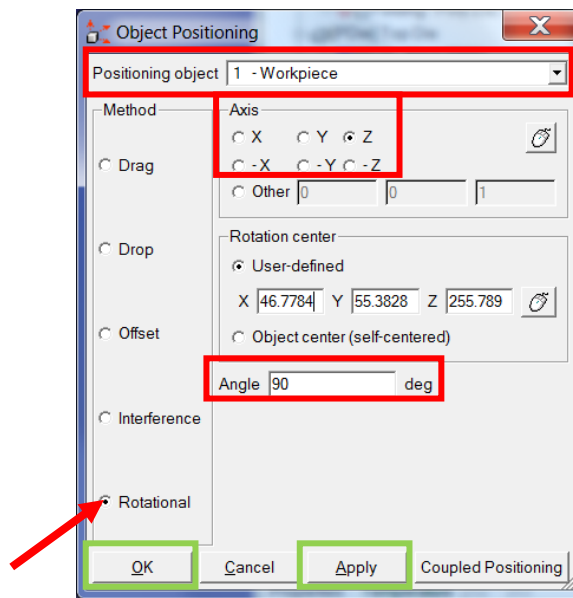 Object Positioning
X
Positioning object 1 - Workpiece
Method
Axis
X Y Z
-X -Y -Z
Drag
Other 0 0 1
Rotation center
Drop
User-defined
X 46.7784 Y 55.3828 Z 255.789
Offset
Object center (self-centered)
Angle 90 deg
Interference
Rotational
OK Cancel Apply Coupled Positioning